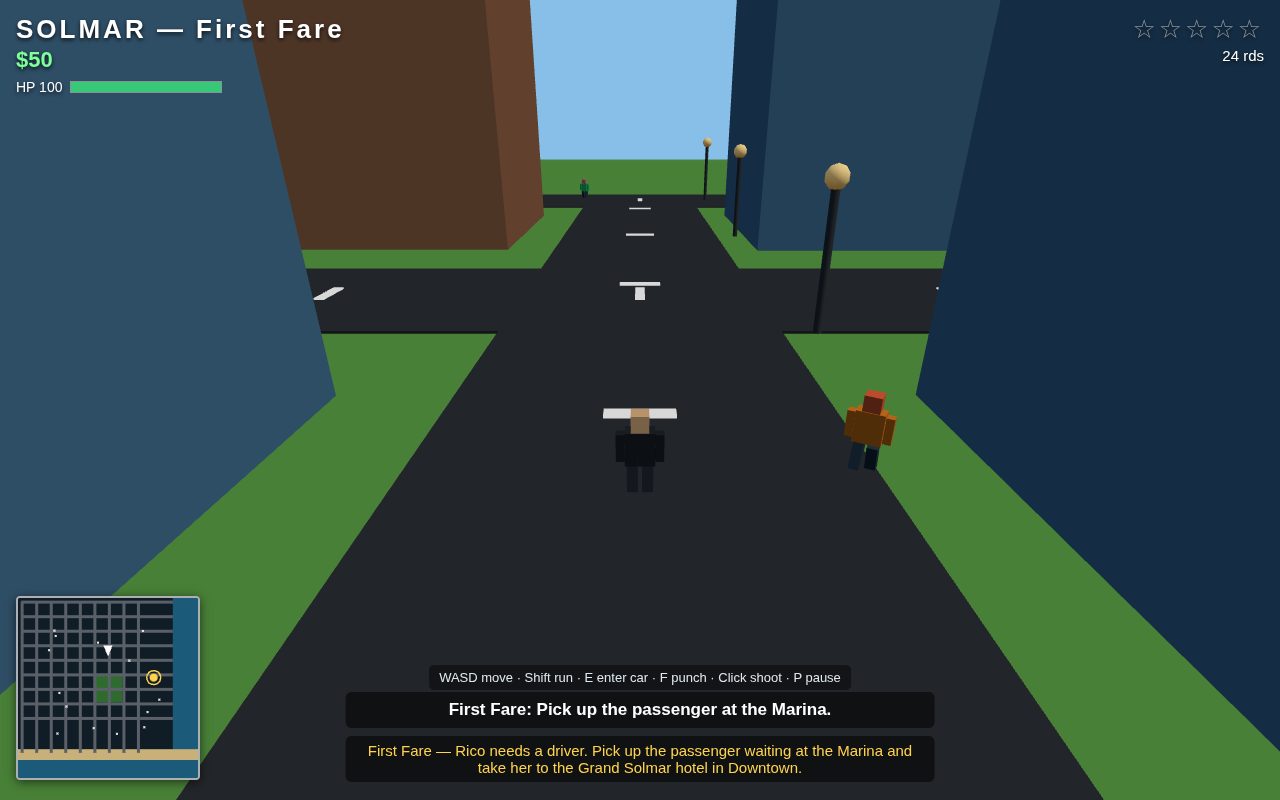 SOLMAR — First Fare
$50
HP 100
☆☆☆☆☆
24 rds
WASD move · Shift run · E enter car · F punch · Click shoot · P pause
First Fare: Pick up the passenger at the Marina.
First Fare — Rico needs a driver. Pick up the passenger waiting at the Marina and
take her to the Grand Solmar hotel in Downtown.